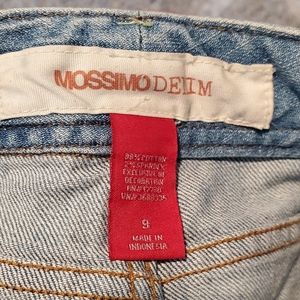 MOSSIMO DENIM
98% COTTON
2% SPANDEX
EXCLUSIVE OF
DECORATION
9
MADE IN
INDONESIA